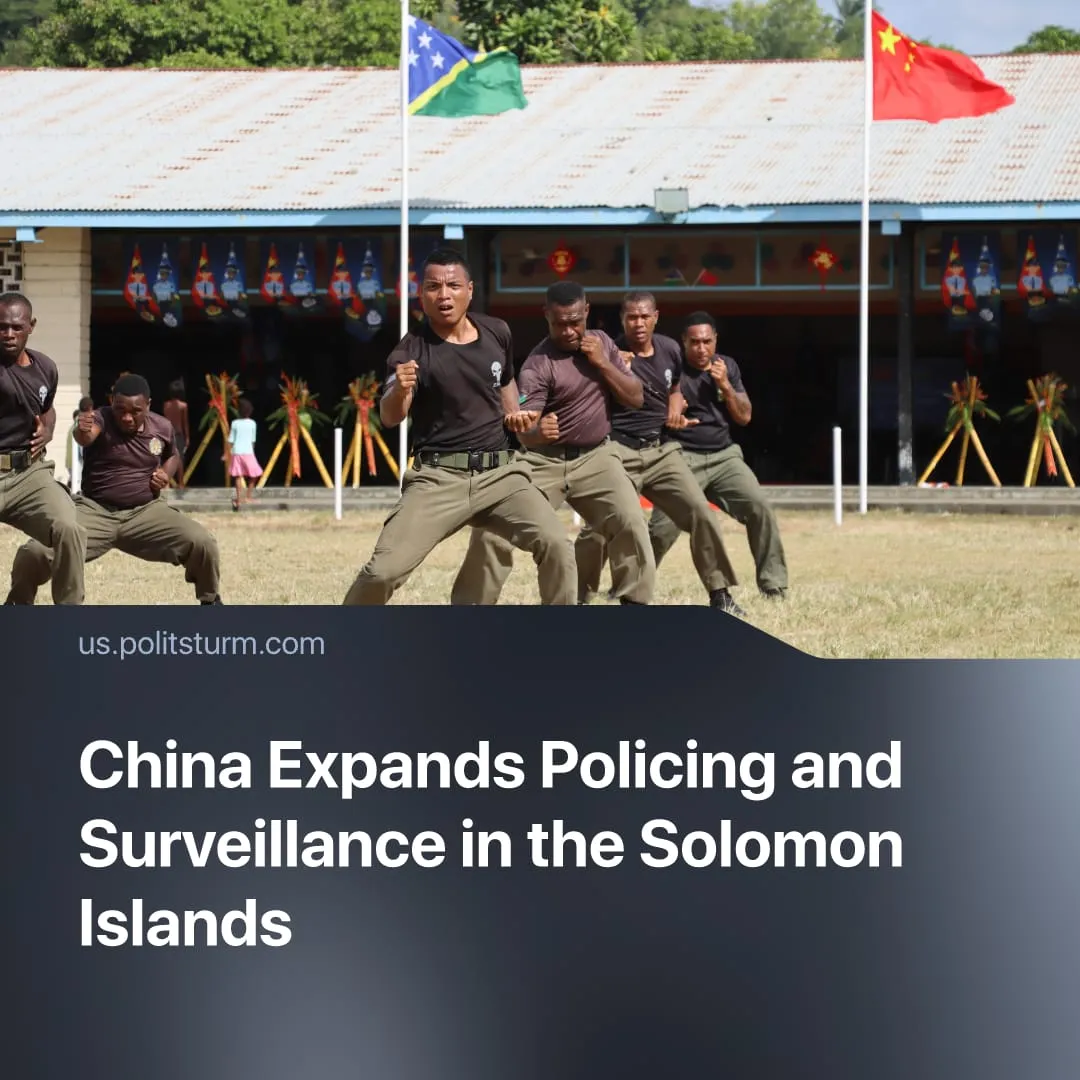 us.politsturm.com
China Expands Policing and
Surveillance in the Solomon
Islands